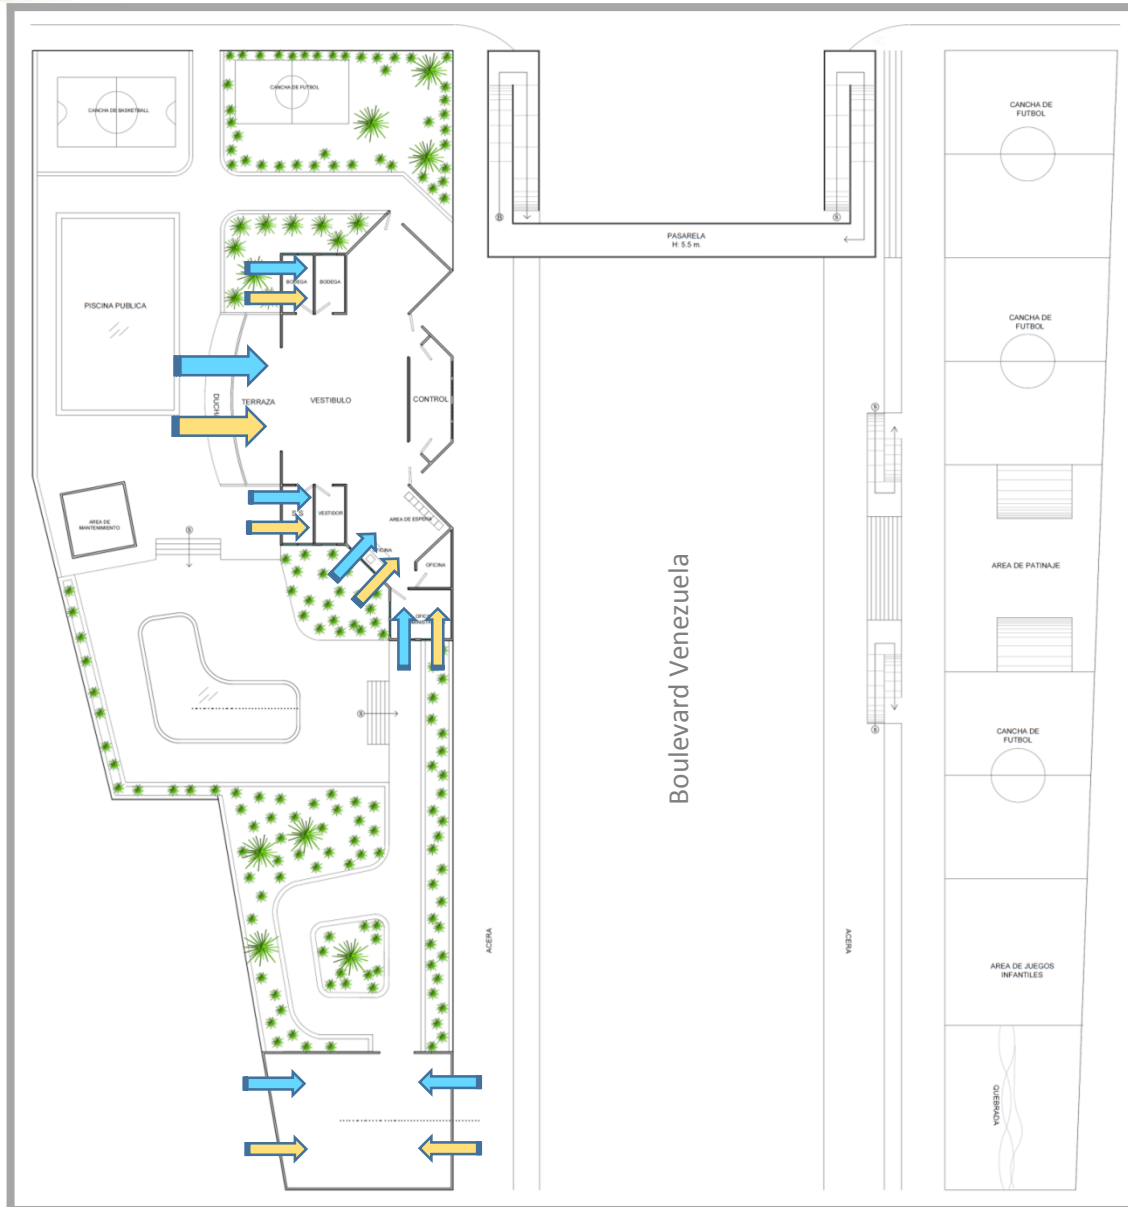 CANCHA DE BASKETBALL
CANCHA DE FUTBOL
CANCHA DE
FUTBOL
PASARELA
H: 5.5 m.
B
S
BODEGA
BODEGA
PISCINA PUBLICA
CANCHA DE
FUTBOL
TERRAZA
VESTIBULO
CONTROL
S
AREA DE
MANTENIMIENTO
S
VESTIDOR
AREA DE ESPERA
OFICINA
AREA DE PATINAJE
Boulevard Venezuela
S
S
CANCHA DE
FUTBOL
ACERA
ACERA
AREA DE JUEGOS
INFANTILES
QUEBRADA